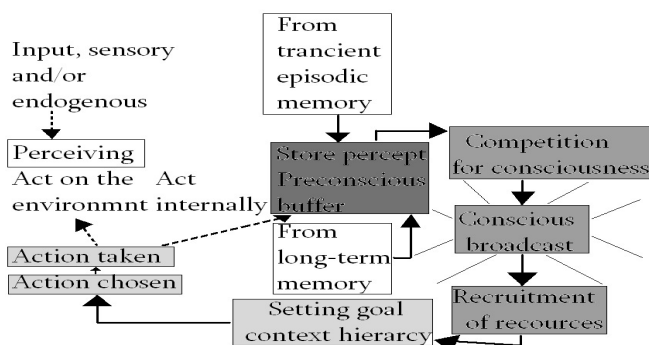 Input, sensory
and/or
endogenous
Perceiving
From
trancient
episodic
memory
Store percept
Preconscious
buffer
Competition
for consciousness
Conscious
broadcast
Recruitment
of recources
From
long-term
memory
Setting goal
context hierarcy
Action chosen
Action taken
Act on the
environmnt
Act
internally